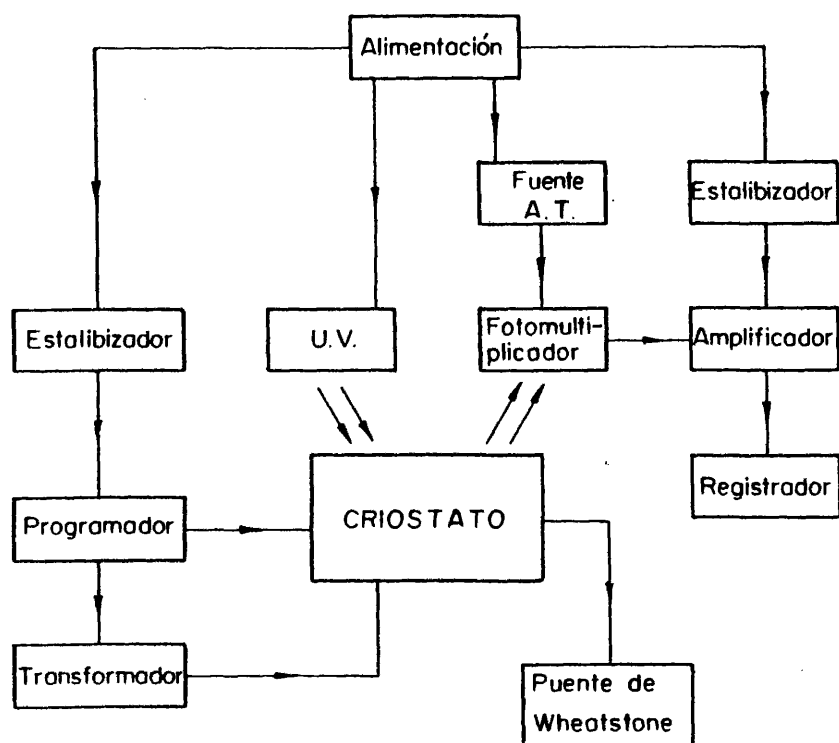 Alimentación
Fuente
A. T.
Estalibizador
Estalibizador
U.V.
Fotomulti-
plicador
Amplificador
CRIOSTATO
Registrador
Programador
Transformador
Puente de
Wheatstone